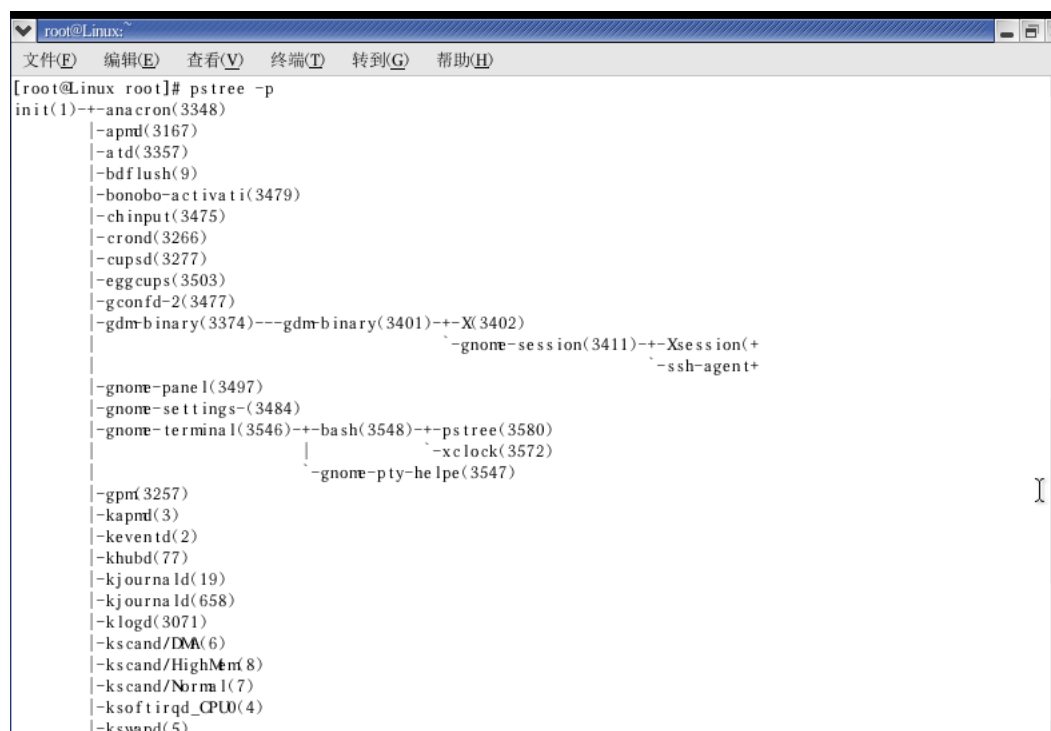 root@Linux:~
文件(F) 编辑(E) 查看(V) 终端(T) 转到(G) 帮助(H)
[root@Linux root]# pstree -p
init(1)-+-anacron(3348)
        |-apmd(3167)
        |-atd(3357)
        |-bdflush(9)
        |-bonobo-activati(3479)
        |-chinput(3475)
        |-crond(3266)
        |-cupsd(3277)
        |-eggcups(3503)
        |-gconfd-2(3477)
        |-gdm-binary(3374)---gdm-binary(3401)-+-X(3402)
        |                                     `-gnome-session(3411)-+-Xsession(+
        |                                                           `-ssh-agent+
        |-gnome-panel(3497)
        |-gnome-settings-(3484)
        |-gnome-terminal(3546)-+-bash(3548)-+-pstree(3580)
        |                      |            `-xclock(3572)
        |                      `-gnome-pty-helpe(3547)
        |-gpm(3257)
        |-kapmd(3)
        |-keventd(2)
        |-khubd(77)
        |-kjournald(19)
        |-kjournald(658)
        |-klogd(3071)
        |-kscand/DMA(6)
        |-kscand/HighMem(8)
        |-kscand/Normal(7)
        |-ksoftirqd_CPU0(4)
        |-kswapd(5)